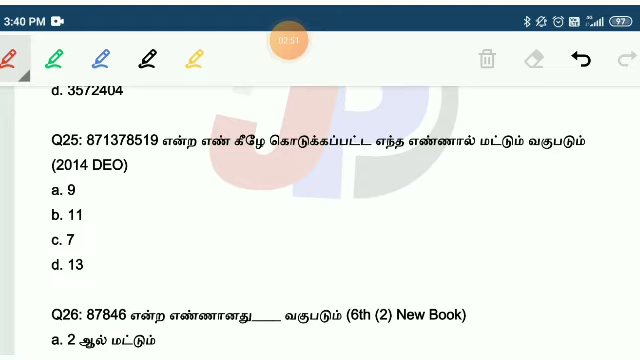 3:40 PM
97
02:51
d. 3572404
Q25: 871378519 என்ற எண் கீழே கொடுக்கப்பட்ட எந்த எண்ணால் மட்டும் வகுபடும்
(2014 DEO)
a. 9
b. 11
c. 7
d. 13
Q26: 87846 என்ற எண்ணானது____ வகுபடும் (6th (2) New Book)
a. 2 ஆல் மட்டும்